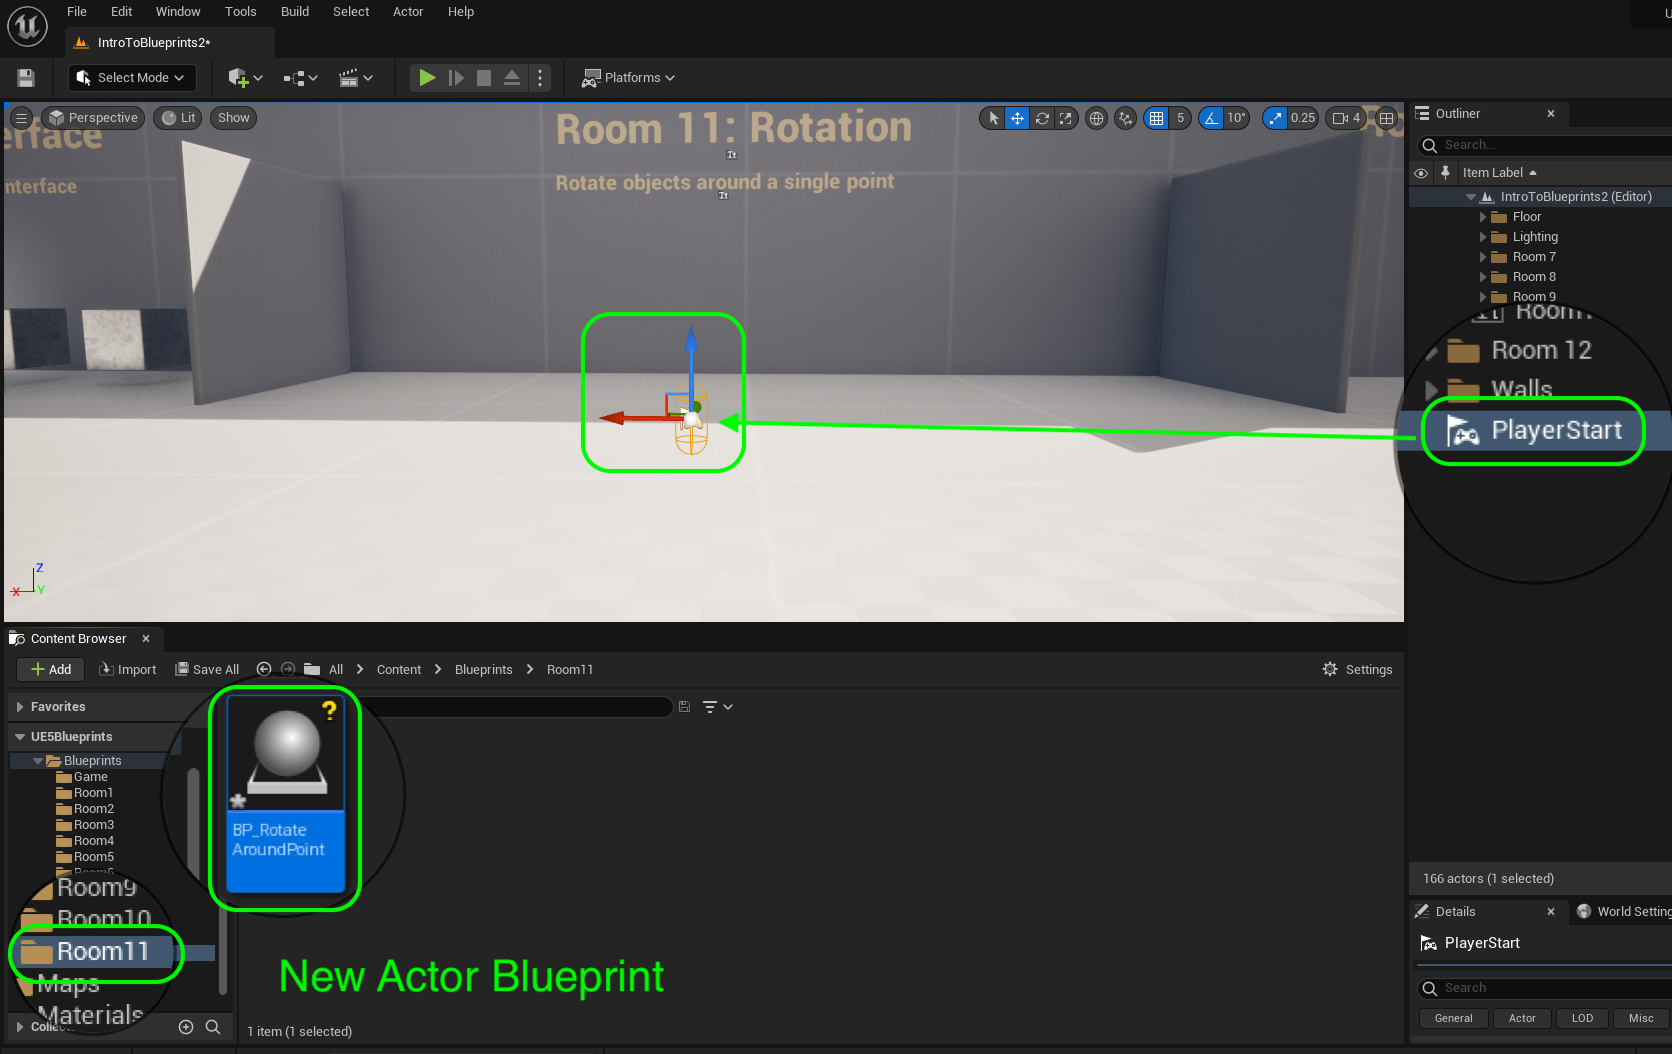 File Edit Window Tools Build Select Actor Help
IntroToBlueprints2*
Select Mode
Platforms
Perspective Lit Show
5 10° 0.25 4
erface
nterface
Room 11: Rotation
Rotate objects around a single point
Z
X Y
Outliner
Search...
Item Label
IntroToBlueprints2 (Editor)
Floor
Lighting
Room 7
Room 8
Room 9
Room 12
Walls
PlayerStart
Content Browser
Add Import Save All All Content Blueprints Room11 Settings
Favorites
UE5Blueprints
Blueprints
Game
Room1
Room2
Room3
Room4
Room5
Room9
Room10
Room11
Maps
Materials
?
BP_Rotate
AroundPoint
New Actor Blueprint
1 item (1 selected)
166 actors (1 selected)
Details World Setting
PlayerStart
Search
General Actor LOD Misc